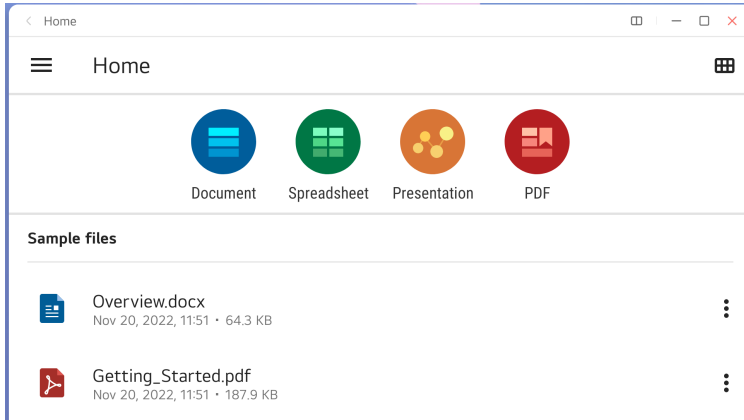 Home
Home
Document Spreadsheet Presentation PDF
Sample files
Overview.docx
Nov 20, 2022, 11:51 • 64.3 KB
Getting_Started.pdf
Nov 20, 2022, 11:51 • 187.9 KB